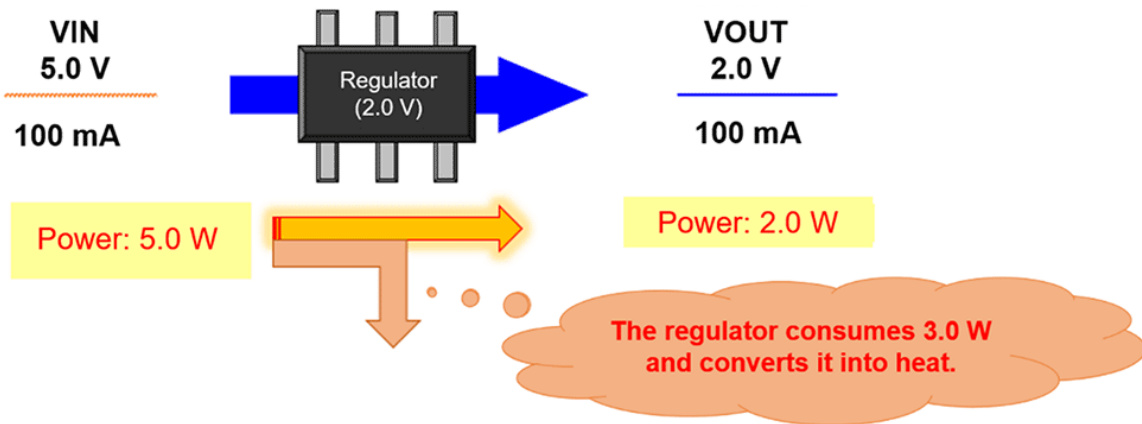 VIN
5.0 V
100 mA
Regulator
(2.0 V)
VOUT
2.0 V
100 mA
Power: 5.0 W
Power: 2.0 W
The regulator consumes 3.0 W
and converts it into heat.